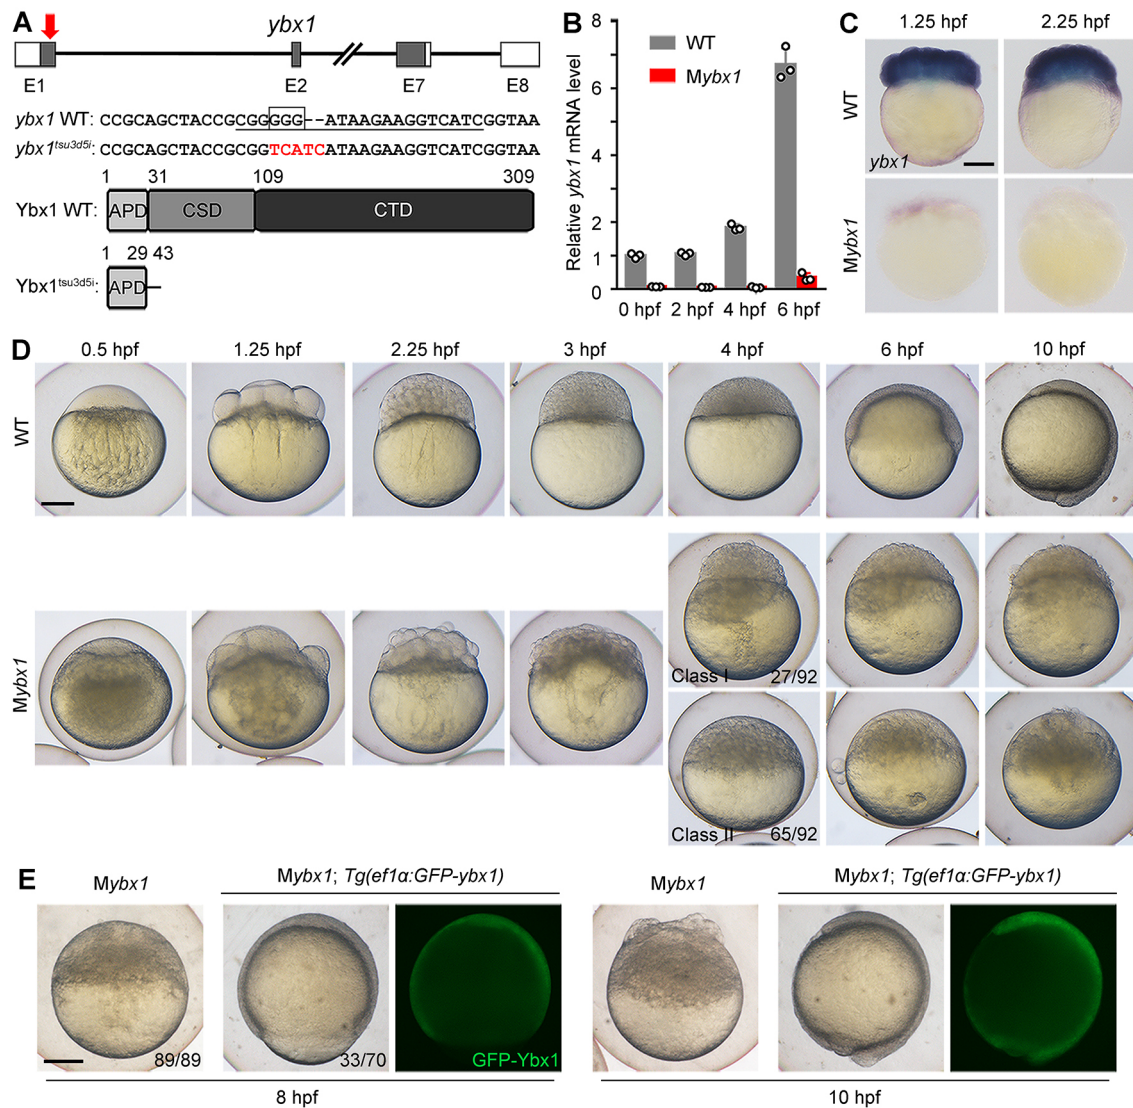 A
ybx1
E1 E2 E7 E8
ybx1 WT: CCGCAGCTACCGCGGGGG--ATAAGAAGGTCATCGGTAA
ybx1tsu3d5i: CCGCAGCTACCGCGGTCATCATAAGAAGGTCATCGGTAA
1 31 109 309
Ybx1 WT: APD CSD CTD
1 29 43
Ybx1tsu3d5i: APD
B
Relative ybx1 mRNA level
8
6
4
2
1
0
WT
Mybx1
0 hpf 2 hpf 4 hpf 6 hpf
C
1.25 hpf 2.25 hpf
WT
ybx1
Mybx1
D
0.5 hpf 1.25 hpf 2.25 hpf 3 hpf 4 hpf 6 hpf 10 hpf
WT
Mybx1
Class I 27/92
Class II 65/92
E
Mybx1 Mybx1; Tg(ef1α:GFP-ybx1) Mybx1 Mybx1; Tg(ef1α:GFP-ybx1)
89/89 33/70 GFP-Ybx1
8 hpf 10 hpf